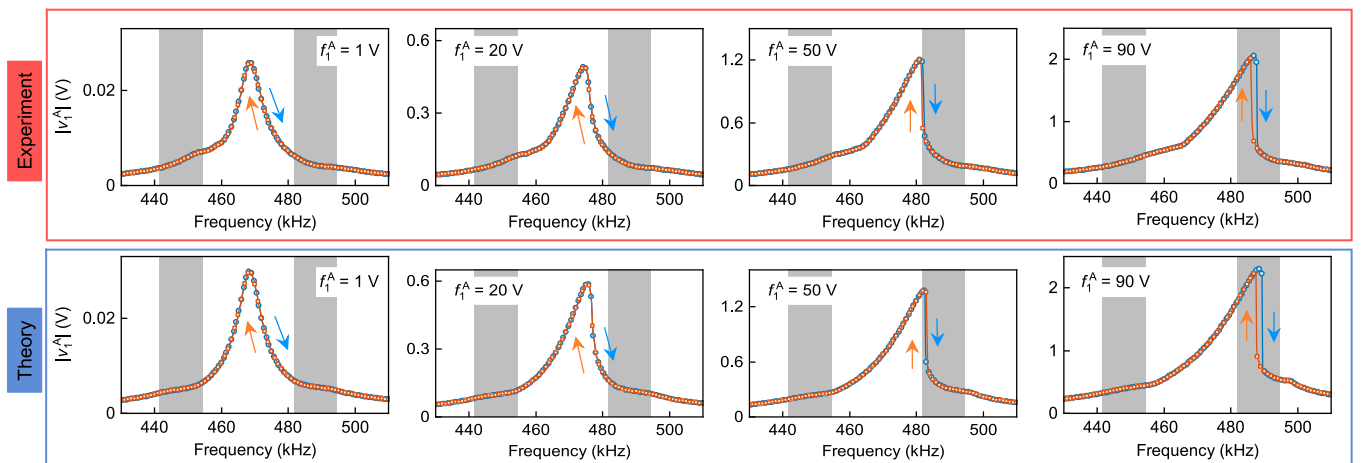 Experiment
|v₁ᴬ| (V)
0.02
0
f₁ᴬ = 1 V
440 460 480 500
Frequency (kHz)
0.6
0.3
0
f₁ᴬ = 20 V
440 460 480 500
Frequency (kHz)
1.2
0.6
0
f₁ᴬ = 50 V
440 460 480 500
Frequency (kHz)
2
1
0
f₁ᴬ = 90 V
440 460 480 500
Frequency (kHz)
Theory
|v₁ᴬ| (V)
0.02
0
f₁ᴬ = 1 V
440 460 480 500
Frequency (kHz)
0.6
0.3
0
f₁ᴬ = 20 V
440 460 480 500
Frequency (kHz)
1.2
0.6
0
f₁ᴬ = 50 V
440 460 480 500
Frequency (kHz)
2
1
0
f₁ᴬ = 90 V
440 460 480 500
Frequency (kHz)